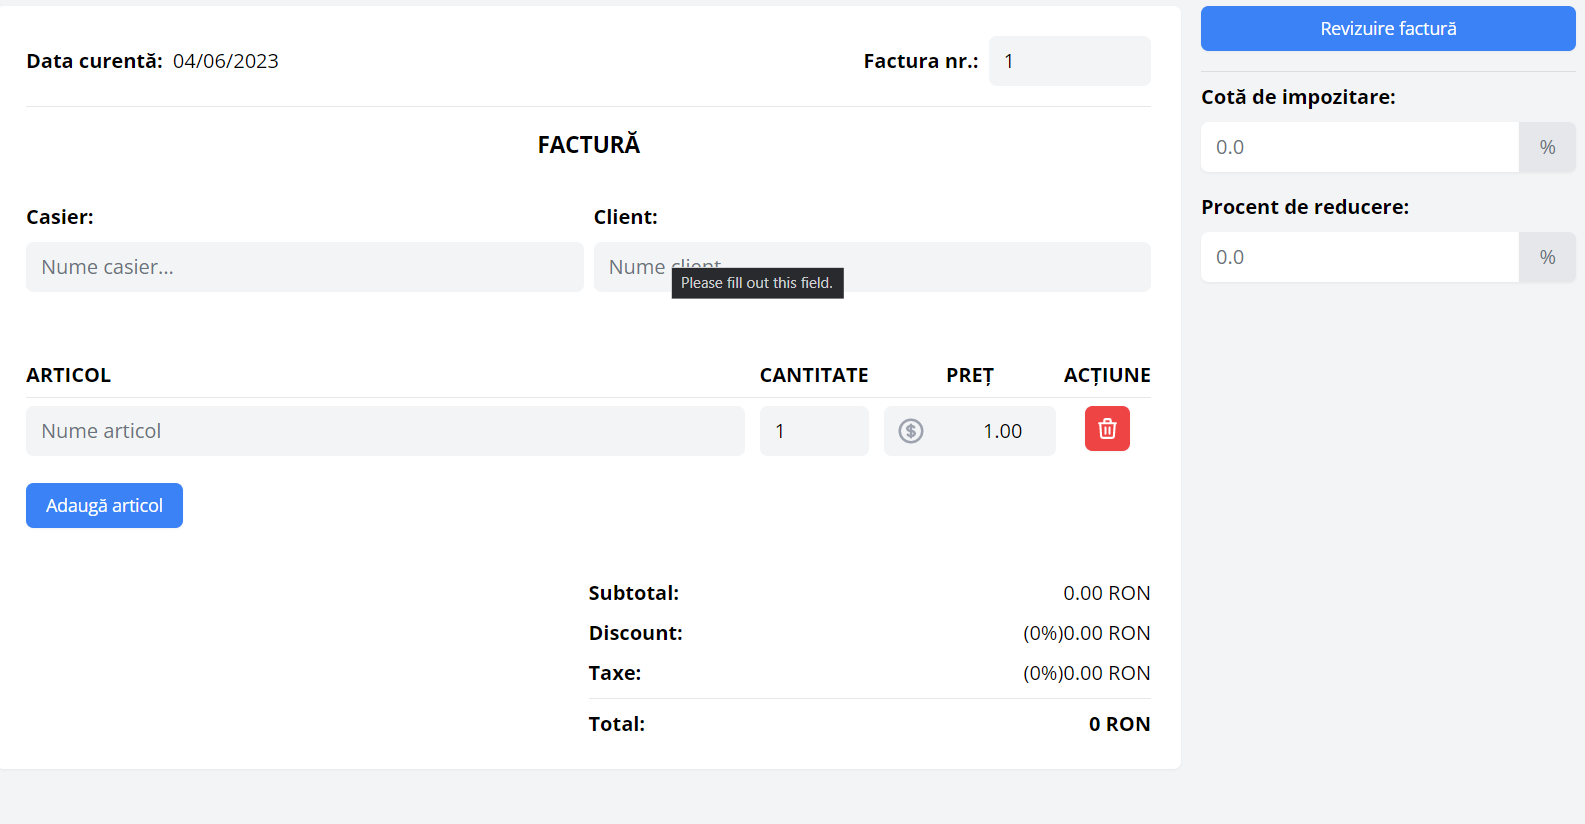 Data curentă: 04/06/2023 Factura nr.: 1
Revizuire factură
FACTURĂ
Cotă de impozitare:
0.0 %
Procent de reducere:
0.0 %
Casier: Client:
Nume casier... Nume client
Please fill out this field.
ARTICOL CANTITATE PREȚ ACȚIUNE
Nume articol 1 $ 1.00
Adaugă articol
Subtotal: 0.00 RON
Discount: (0%)0.00 RON
Taxe: (0%)0.00 RON
Total: 0 RON